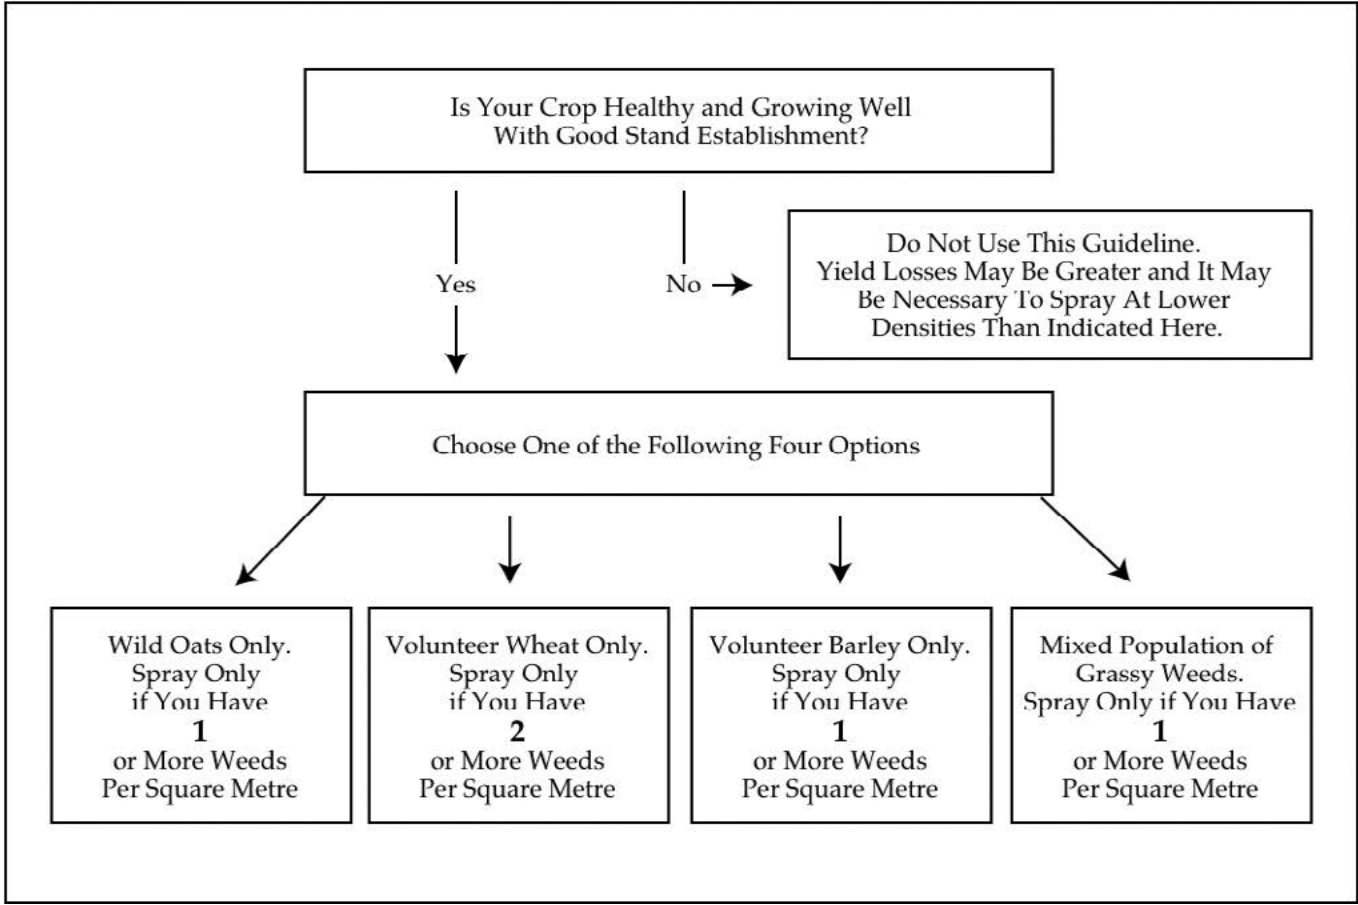 Is Your Crop Healthy and Growing Well
With Good Stand Establishment?
Yes
No
Do Not Use This Guideline.
Yield Losses May Be Greater and It May
Be Necessary To Spray At Lower
Densities Than Indicated Here.
Choose One of the Following Four Options
Wild Oats Only.
Spray Only
if You Have
1
or More Weeds
Per Square Metre
Volunteer Wheat Only.
Spray Only
if You Have
2
or More Weeds
Per Square Metre
Volunteer Barley Only.
Spray Only
if You Have
1
or More Weeds
Per Square Metre
Mixed Population of
Grassy Weeds.
Spray Only if You Have
1
or More Weeds
Per Square Metre